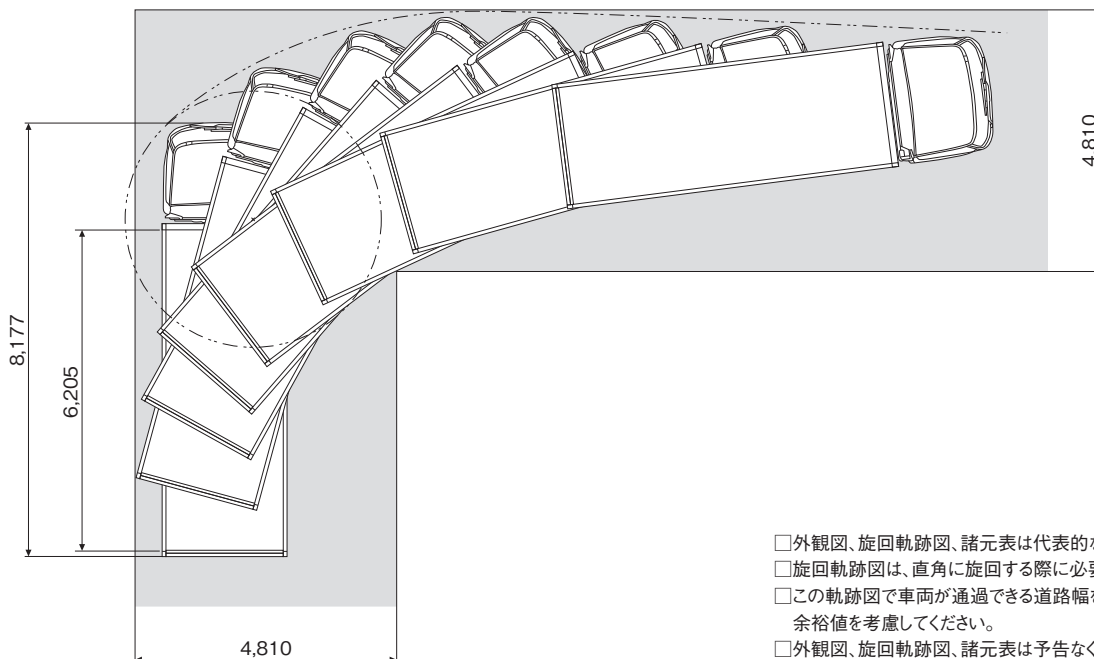 4,810
8,177
6,205
4,810
□外観図、旋回軌跡図、諸元表は代表的な
□旋回軌跡図は、直角に旋回する際に必要
□この軌跡図で車両が通過できる道路幅を
余裕値を考慮してください。
□外観図、旋回軌跡図、諸元表は予告なく